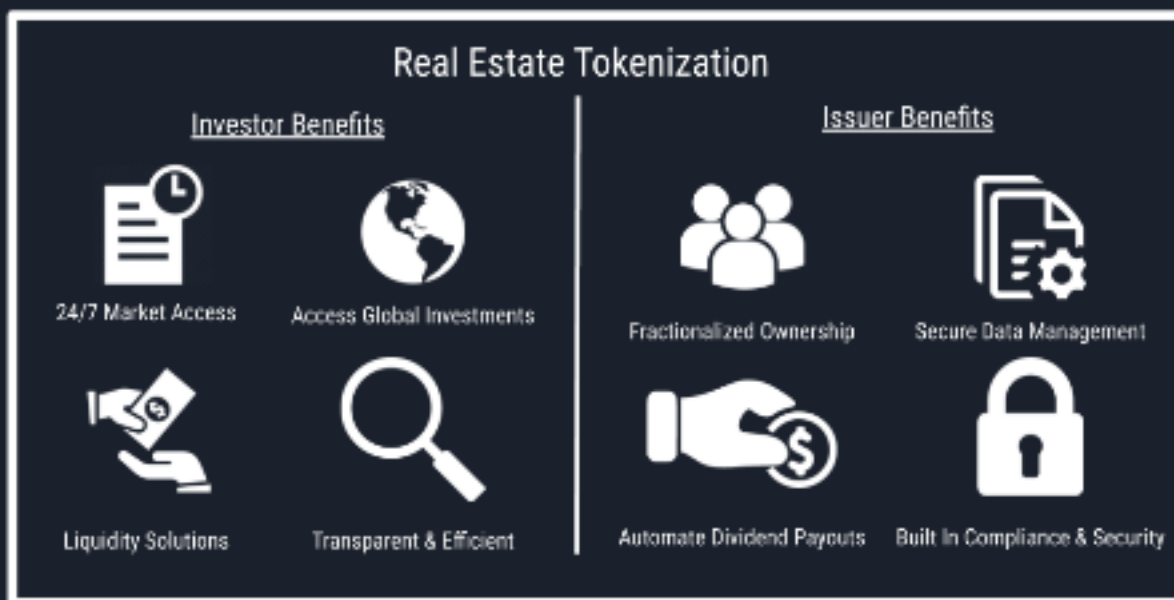 Real Estate Tokenization
Investor Benefits
24/7 Market Access
Access Global Investments
Liquidity Solutions
Transparent & Efficient
Issuer Benefits
Fractionalized Ownership
Secure Data Management
Automate Dividend Payouts
Built In Compliance & Security